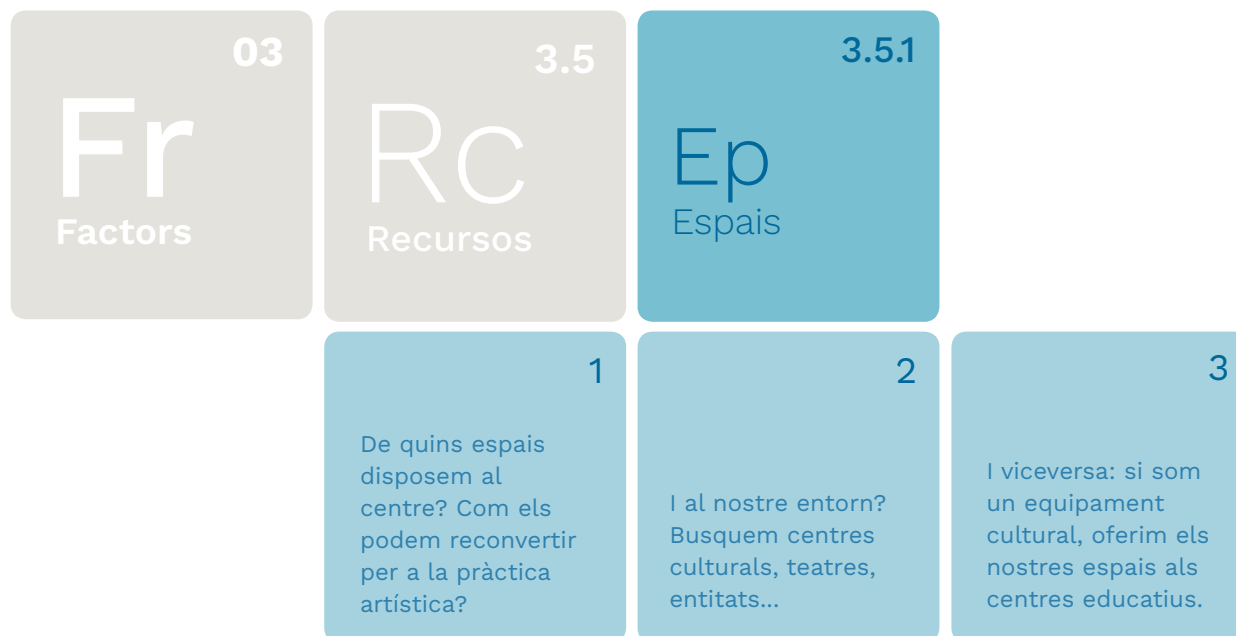 03
Fr
Factors
3.5
Rc
Recursos
3.5.1
Ep
Espais
1
De quins espais
disposem al
centre? Com els
podem reconvertir
per a la pràctica
artística?
2
I al nostre entorn?
Busquem centres
culturals, teatres,
entitats...
3
I viceversa: si som
un equipament
cultural, oferim els
nostres espais als
centres educatius.